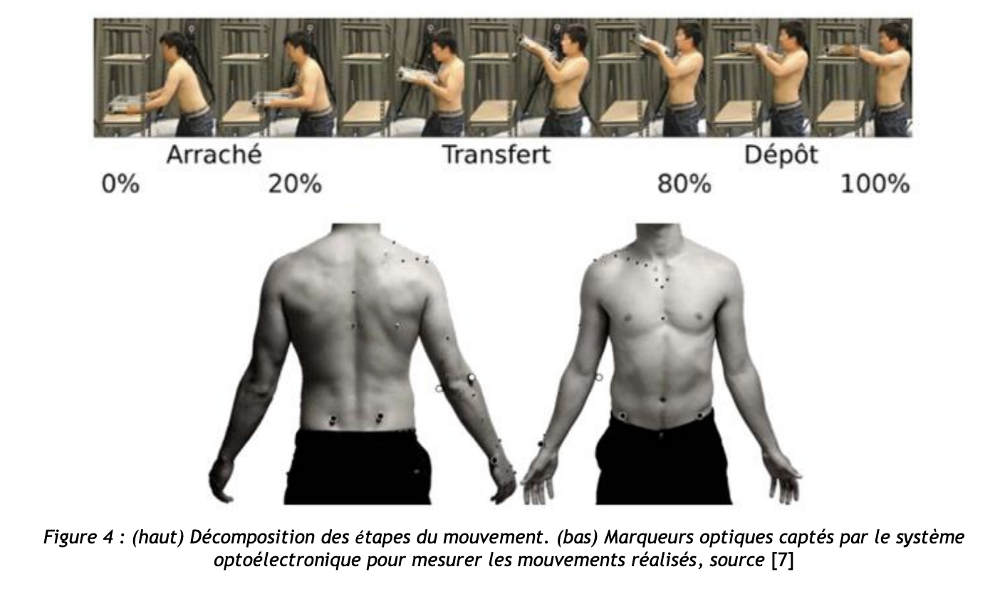 Arraché Transfert Dépôt
0% 20% 80% 100%
Figure 4 : (haut) Décomposition des étapes du mouvement. (bas) Marqueurs optiques captés par le système
optoélectronique pour mesurer les mouvements réalisés, source [7]